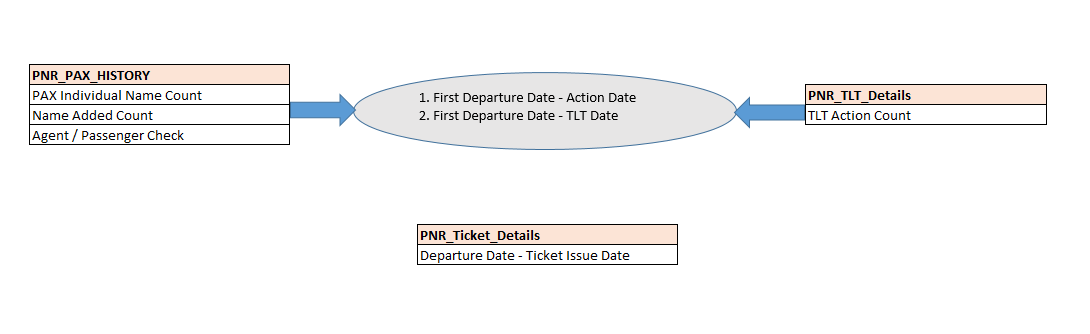 PNR_PAX_HISTORY
PAX Individual Name Count
Name Added Count
Agent / Passenger Check
1. First Departure Date - Action Date
2. First Departure Date - TLT Date
PNR_TLT_Details
TLT Action Count
PNR_Ticket_Details
Departure Date - Ticket Issue Date